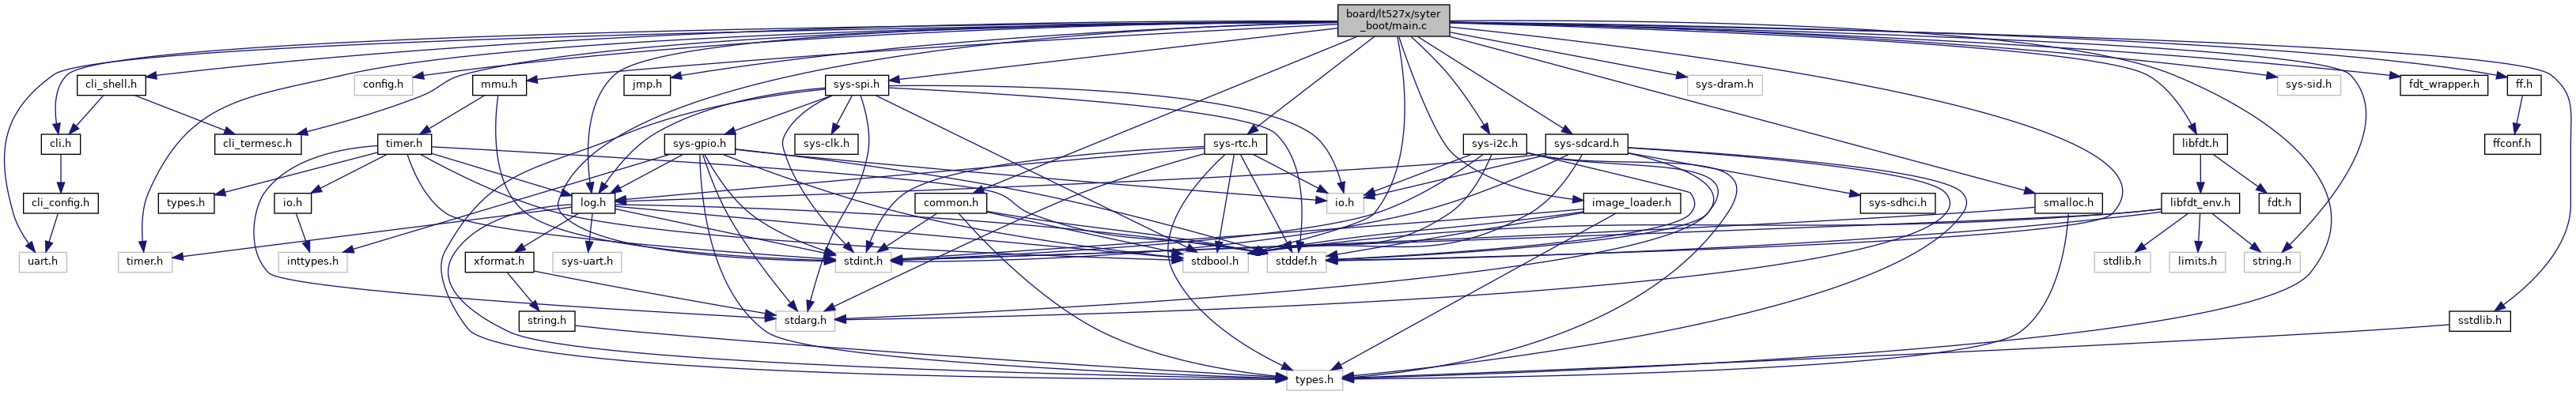 board/lt527x/syter
_boot/main.c
cli_shell.h
config.h
mmu.h
jmp.h
sys-spi.h
sys-dram.h
sys-sid.h
fdt_wrapper.h
ff.h
cli.h
cli_termesc.h
timer.h
sys-gpio.h
sys-clk.h
sys-rtc.h
sys-i2c.h
sys-sdcard.h
libfdt.h
ffconf.h
cli_config.h
types.h
io.h
log.h
common.h
io.h
image_loader.h
sys-sdhci.h
smalloc.h
libfdt_env.h
fdt.h
uart.h
timer.h
inttypes.h
xformat.h
sys-uart.h
stdint.h
stdbool.h
stddef.h
stdlib.h
limits.h
string.h
string.h
stdarg.h
sstdlib.h
types.h